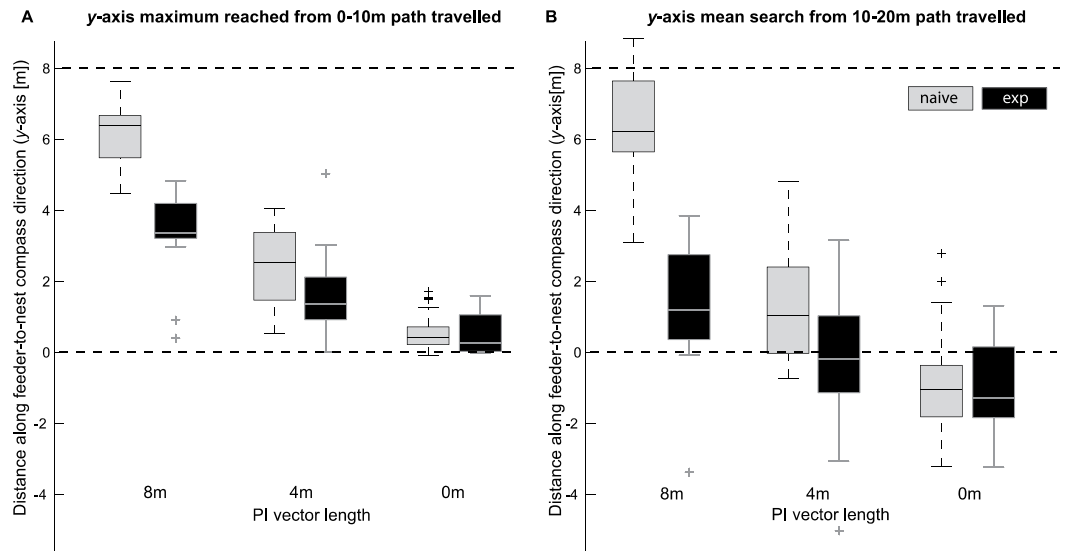 A y-axis maximum reached from 0-10m path travelled
Distance along feeder-to-nest compass direction (y-axis [m])
8
6
4
2
0
-2
-4
8m 4m 0m
PI vector length
B y-axis mean search from 10-20m path travelled
Distance along feeder-to-nest compass direction (y-axis[m])
8
6
4
2
0
-2
-4
naive exp
8m 4m 0m
PI vector length